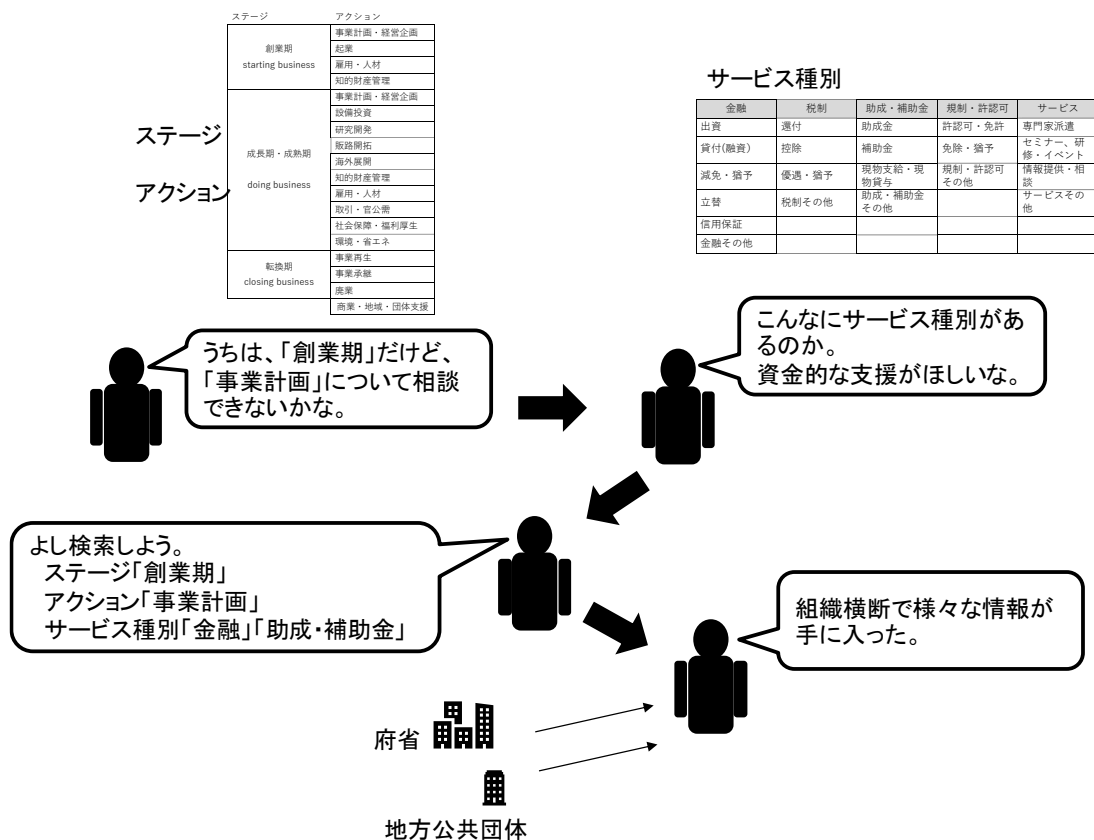 ステージ アクション
創業期
starting business
事業計画・経営企画
起業
雇用・人材
知的財産管理
成長期・成熟期
doing business
事業計画・経営企画
設備投資
研究開発
販路開拓
海外展開
知的財産管理
雇用・人材
取引・官公需
社会保障・福利厚生
環境・省エネ
転換期
closing business
事業再生
事業承継
廃業
商業・地域・団体支援
ステージ
アクション
サービス種別
金融 税制 助成・補助金 規制・許認可 サービス
出資 還付 助成金 許認可・免許 専門家派遣
貸付(融資) 控除 補助金 免除・猶予 セミナー、研
修・イベント
減免・猶予 優遇・猶予 現物支給・現
物貸与 規制・許認可
その他 情報提供・相
談
立替 税制その他 助成・補助金
その他 サービスその
他
信用保証
金融その他
うちは、「創業期」だけど、
「事業計画」について相談
できないかな。
こんなにサービス種別があ
るのか。
資金的な支援がほしいな。
よし検索しよう。
ステージ「創業期」
アクション「事業計画」
サービス種別「金融」「助成・補助金」
組織横断で様々な情報が
手に入った。
府省
地方公共団体